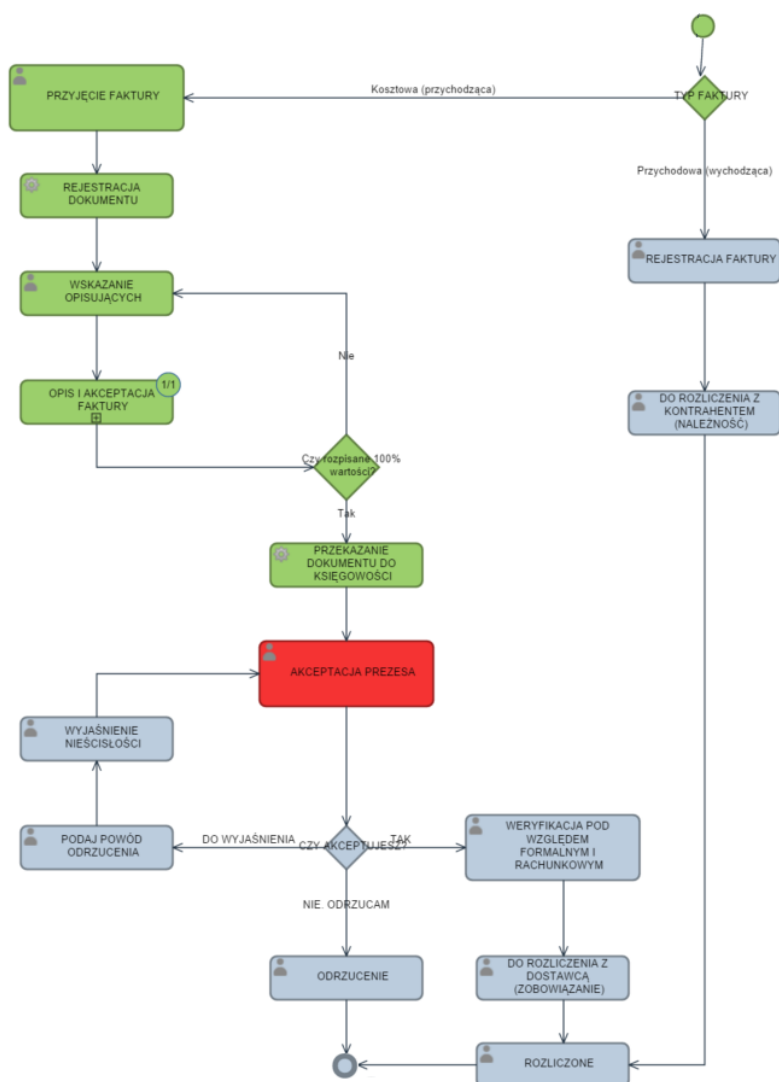 TYP FAKTURY
Kosztowa (przychodząca)
PRZYJĘCIE FAKTURY
REJESTRACJA
DOKUMENTU
Przychodowa (wychodząca)
REJESTRACJA FAKTURY
WSKAZANIE
OPISUJĄCYCH
Nie
1/1
OPIS I AKCEPTACJA
FAKTURY
DO ROZLICZENIA Z
KONTRAHENTEM
(NALEŻNOŚĆ)
Czy rozpisane 100%
wartości?
Tak
PRZEKAZANIE
DOKUMENTU DO
KSIĘGOWOŚCI
AKCEPTACJA PREZESA
WYJAŚNIENIE
NIEŚCISŁOŚCI
PODAJ POWÓD
ODRZUCENIA
DO WYJAŚNIENIA
CZY AKCEPTUJESZ?
TAK
WERYFIKACJA POD
WZGLĘDEM
FORMALNYM I
RACHUNKOWYM
NIE. ODRZUCAM
ODRZUCENIE
DO ROZLICZENIA Z
DOSTAWCĄ
(ZOBOWIĄZANIE)
ROZLICZONE